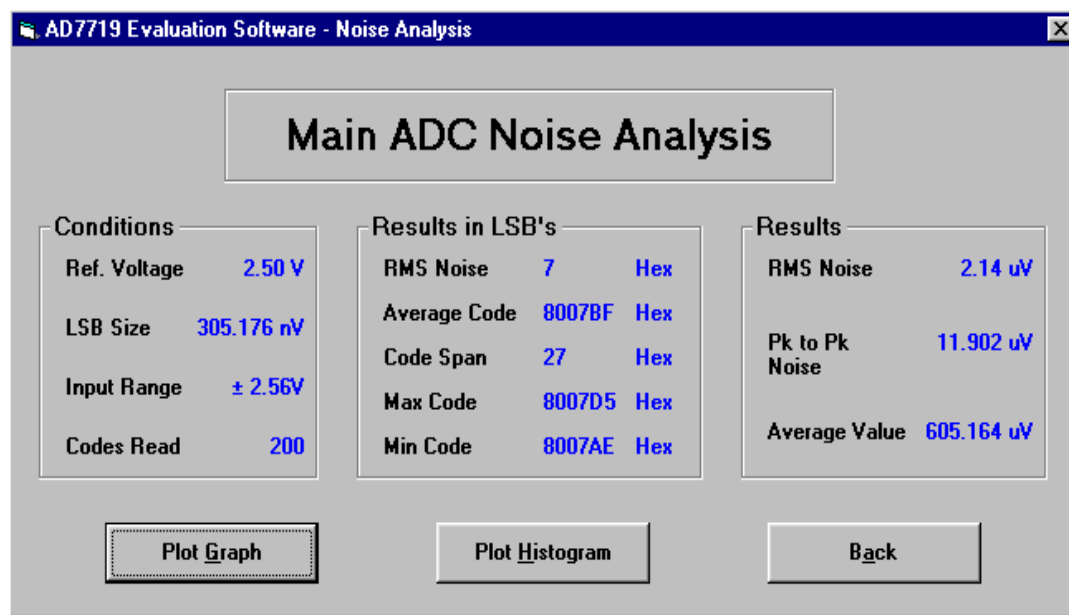 AD7719 Evaluation Software - Noise Analysis
Main ADC Noise Analysis
Conditions
Ref. Voltage 2.50 V
LSB Size 305.176 nV
Input Range ± 2.56V
Codes Read 200
Results in LSB's
RMS Noise 7 Hex
Average Code 8007BF Hex
Code Span 27 Hex
Max Code 8007D5 Hex
Min Code 8007AE Hex
Results
RMS Noise 2.14 uV
Pk to Pk 11.902 uV
Noise
Average Value 605.164 uV
Plot Graph
Plot Histogram
Back